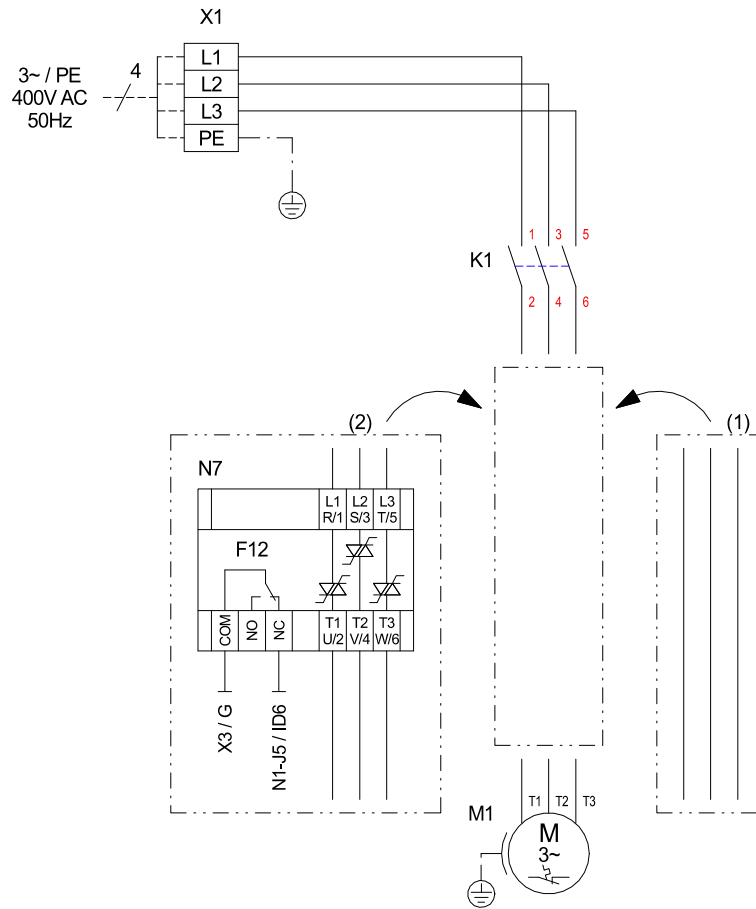 X1
3~ / PE
400V AC
50Hz
4
L1
L2
L3
PE
K1
1 3 5
2 4 6
(2)
(1)
N7
L1 L2 L3
R/1 S/3 T/5
F12
COM
NO
NC
T1 T2 T3
U/2 V/4 W/6
X3 / G
N1-J5 / ID6
M1
T1 T2 T3
M
3~